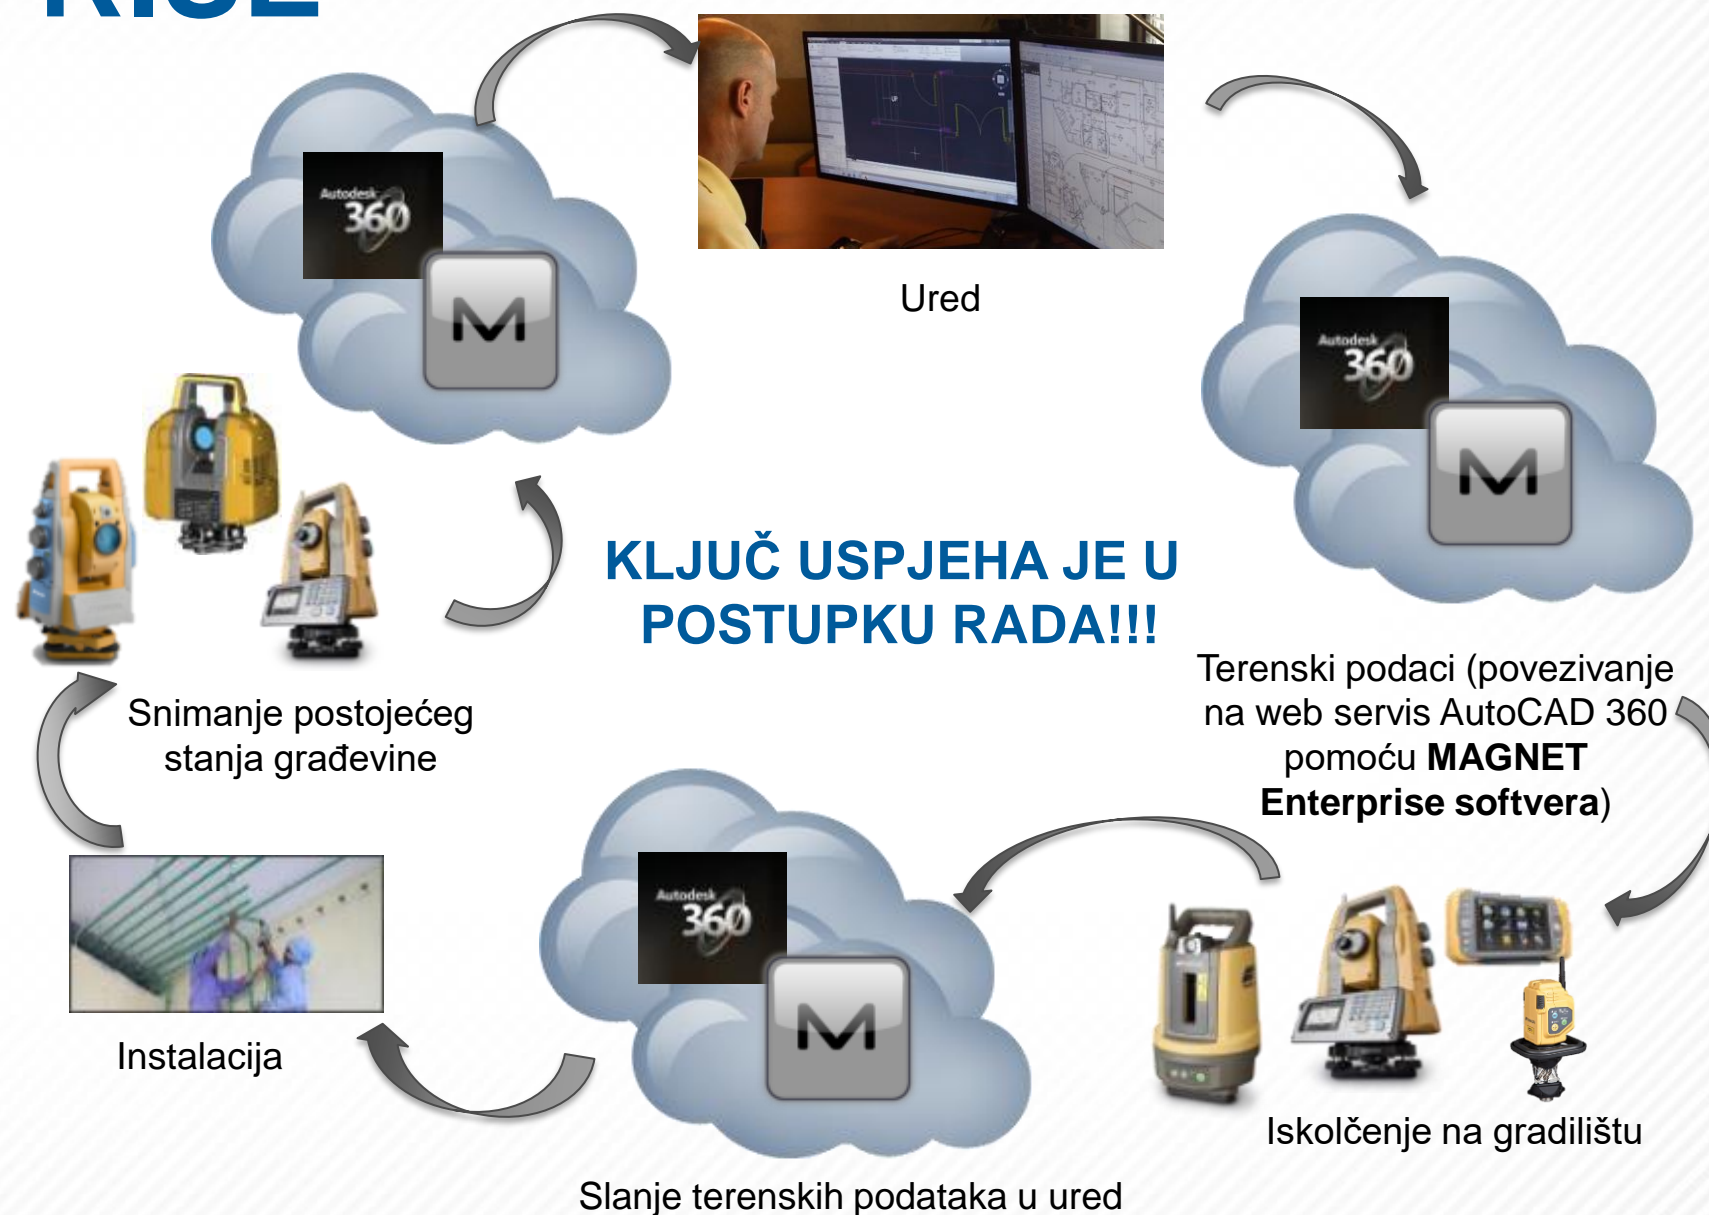 Autodesk
360
M
Ured
Autodesk
360
M
KLJUČ USPJEHA JE U
POSTUPKU RADA!!!
Snimanje postojećeg
stanja građevine
Terenski podaci (povezivanje
na web servis AutoCAD 360
pomoću MAGNET
Enterprise softvera)
Autodesk
360
M
Instalacija
Iskolčenje na gradilištu
Slanje terenskih podataka u ured